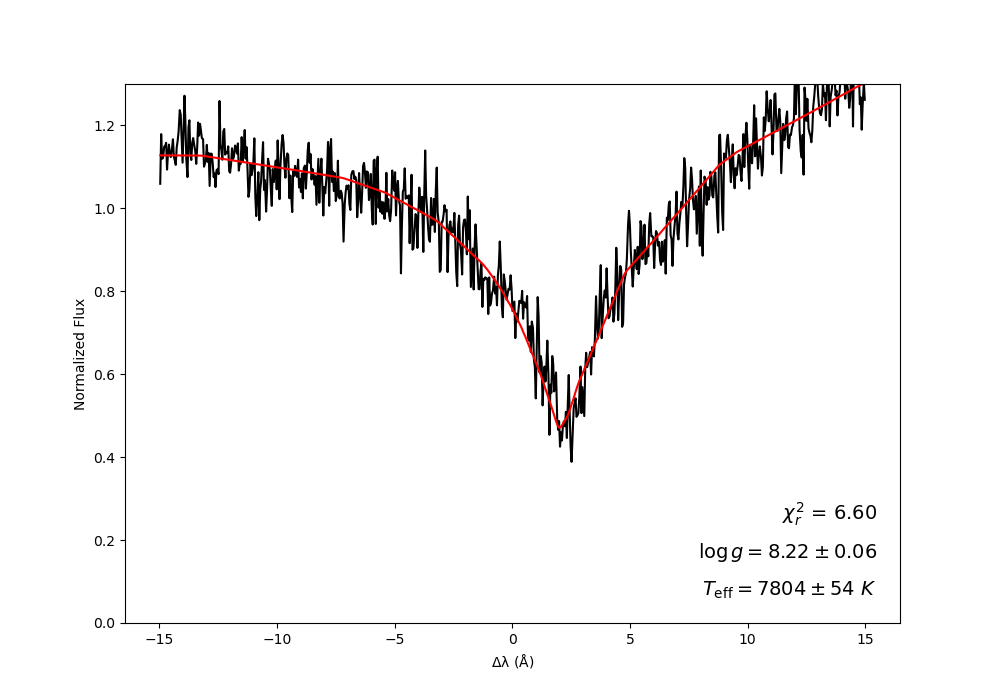 1.2
1.0
0.8
0.6
0.4
0.2
0.0
Normalized Flux
χ²ᵣ = 6.60
log g = 8.22 ± 0.06
T_eff = 7804 ± 54 K
−15 −10 −5 0 5 10 15
Δλ (Å)